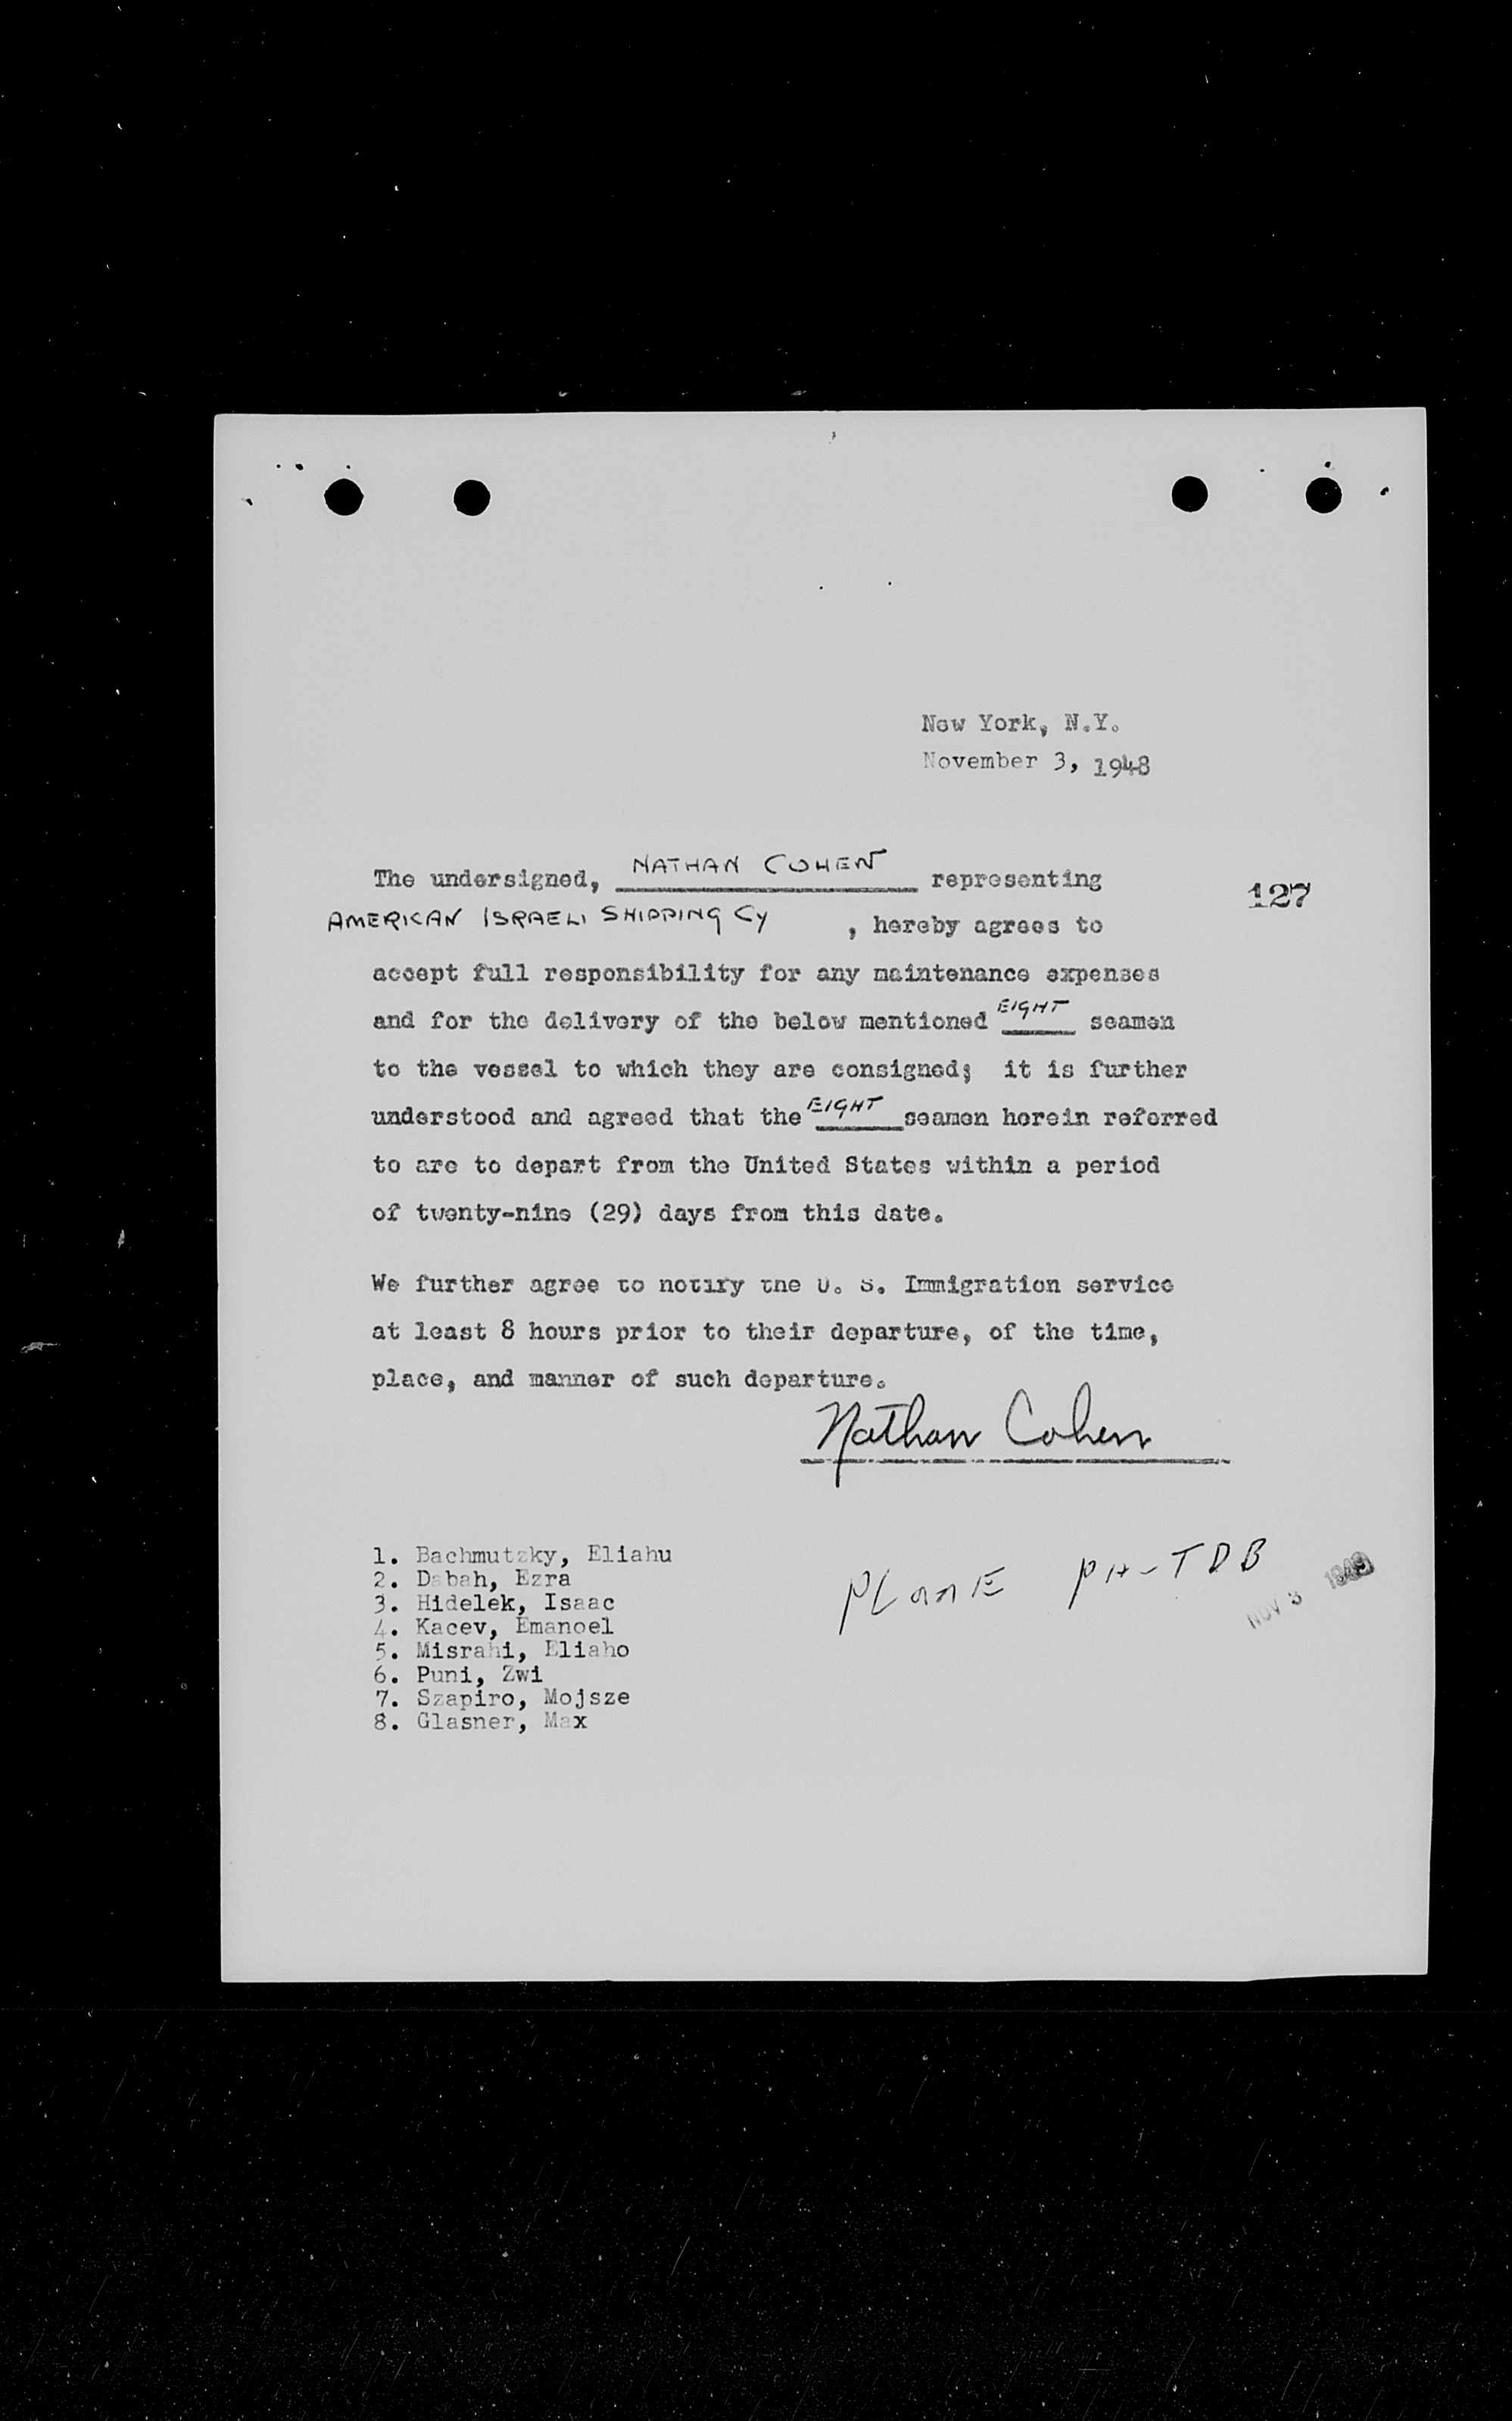 New York, N.Y.
November 3, 1948
The undersigned, NATHAN COHEN representing
127
AMERICAN ISRAELI SHIPPING Cy , hereby agrees to
accept full responsibility for any maintenance expenses
and for the delivery of the below mentioned EIGHT seamen
to the vessel to which they are consigned; it is further
understood and agreed that the EIGHT seamen herein referred
to are to depart from the United States within a period
of twenty-nine (29) days from this date.
We further agree to notify the U. S. Immigration service
at least 8 hours prior to their departure, of the time,
place, and manner of such departure.
Nathan Cohen
1. Bachmutzky, Eliahu
2. Dabah, Ezra
3. Hidelek, Isaac
4. Kacev, Emanoel
5. Misrahi, Eliaho
6. Puni, Zwi
7. Szapiro, Mojsze
8. Glasner, Max
PLANE PH-TDB
NOV 3